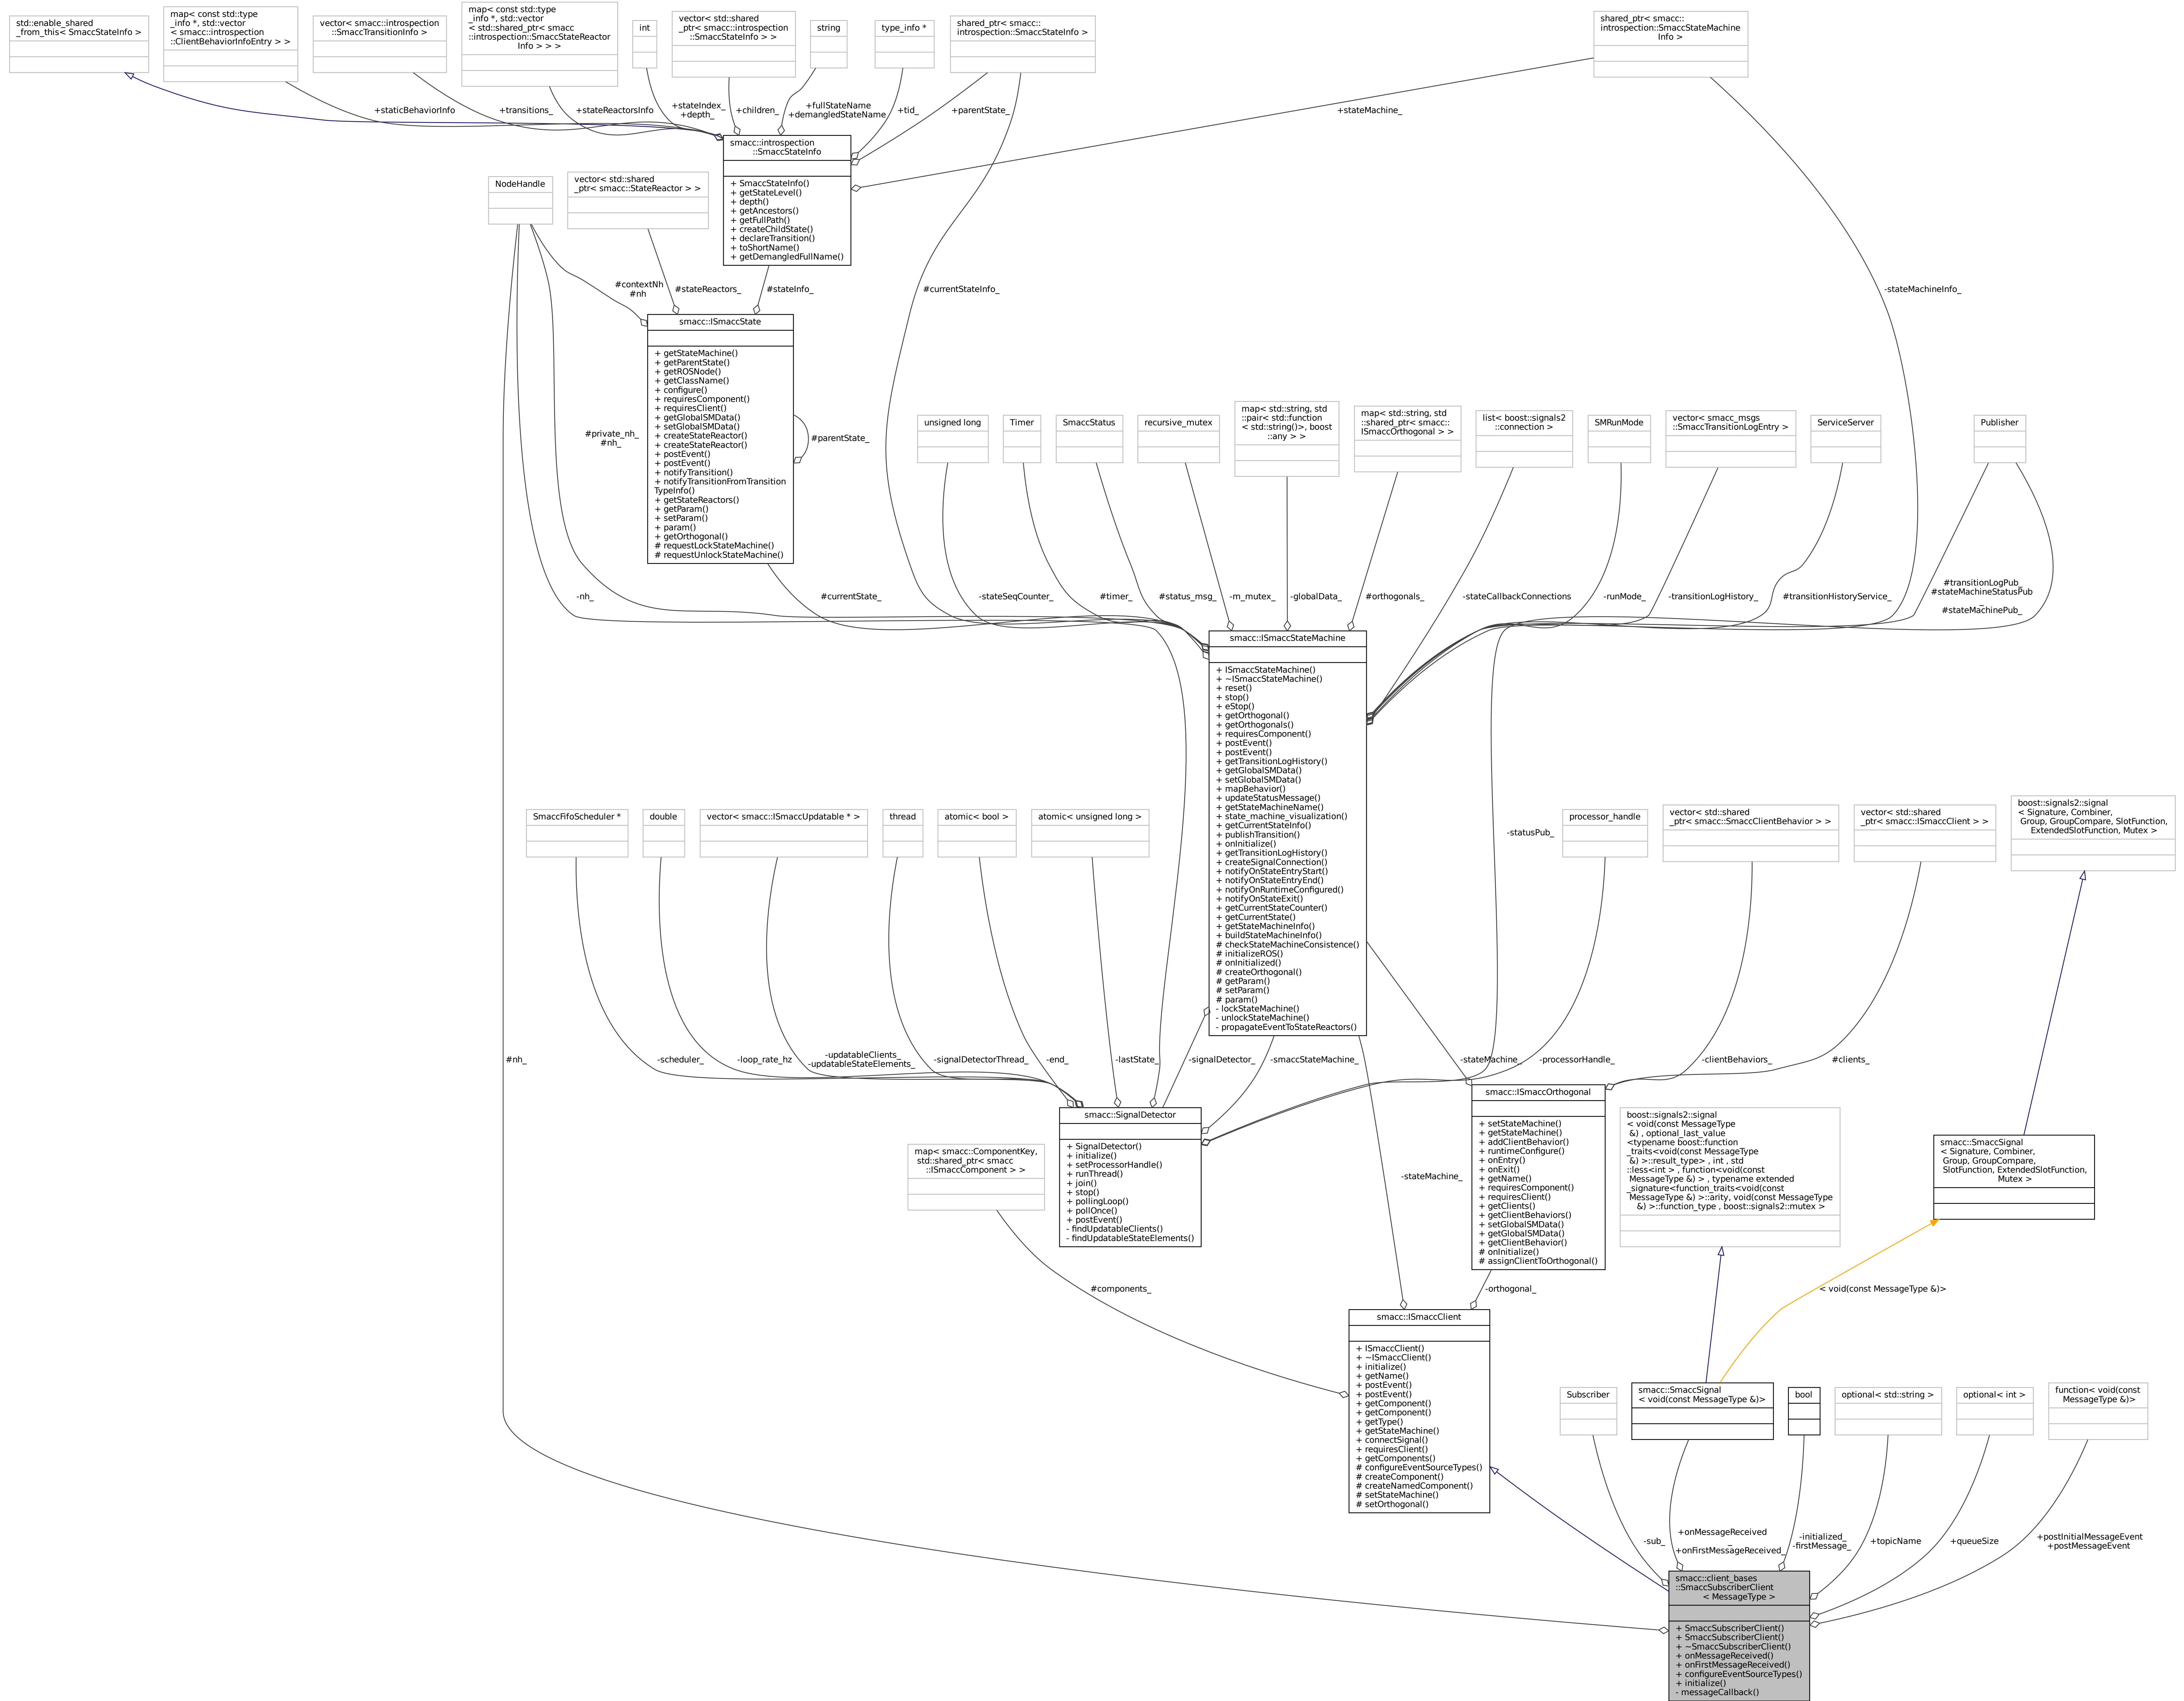 std::enable_shared
_from_this< SmaccStateInfo >
map< const std::type
_info *, std::vector
< smacc::introspection
::ClientBehaviorInfoEntry > >
vector< smacc::introspection
::SmaccTransitionInfo >
map< const std::type
_info *, std::vector
< std::shared_ptr< smacc
::introspection::SmaccStateReactor
Info > > >
int
vector< std::shared
_ptr< smacc::introspection
::SmaccStateInfo > >
string
type_info *
shared_ptr< smacc::
introspection::SmaccStateInfo >
shared_ptr< smacc::
introspection::SmaccStateMachine
Info >
+staticBehaviorInfo
+transitions_
+stateReactorsInfo
+stateIndex_
+depth_
+children_
+fullStateName
+demangledStateName
+tid_
+parentState_
+stateMachine_
smacc::introspection
::SmaccStateInfo
+ SmaccStateInfo()
+ getStateLevel()
+ depth()
+ getAncestors()
+ getFullPath()
+ createChildState()
+ declareTransition()
+ toShortName()
+ getDemangledFullName()
NodeHandle
vector< std::shared
_ptr< smacc::StateReactor > >
#contextNh
#nh
#stateReactors_
#stateInfo_
#currentStateInfo_
-stateMachineInfo_
smacc::ISmaccState
+ getStateMachine()
+ getParentState()
+ getROSNode()
+ getClassName()
+ configure()
+ requiresComponent()
+ requiresClient()
+ getGlobalSMData()
+ setGlobalSMData()
+ createStateReactor()
+ createStateReactor()
+ postEvent()
+ postEvent()
+ notifyTransition()
+ notifyTransitionFromTransition
TypeInfo()
+ getStateReactors()
+ getParam()
+ setParam()
+ param()
+ getOrthogonal()
# requestLockStateMachine()
# requestUnlockStateMachine()
#private_nh_
#nh_
#parentState_
unsigned long
Timer
SmaccStatus
recursive_mutex
map< std::string, std
::pair< std::function
< std::string()>, boost
::any > >
map< std::string, std
::shared_ptr< smacc::
ISmaccOrthogonal > >
list< boost::signals2
::connection >
SMRunMode
vector< smacc_msgs
::SmaccTransitionLogEntry >
ServiceServer
Publisher
-nh_
#currentState_
-stateSeqCounter_
#timer_
#status_msg_
-m_mutex_
-globalData_
#orthogonals_
-stateCallbackConnections
-runMode_
-transitionLogHistory_
#transitionHistoryService_
#transitionLogPub_
#stateMachineStatusPub
_
#stateMachinePub_
smacc::ISmaccStateMachine
+ ISmaccStateMachine()
+ ~ISmaccStateMachine()
+ reset()
+ stop()
+ eStop()
+ getOrthogonal()
+ getOrthogonals()
+ requiresComponent()
+ postEvent()
+ postEvent()
+ getTransitionLogHistory()
+ getGlobalSMData()
+ setGlobalSMData()
+ mapBehavior()
+ updateStatusMessage()
+ getStateMachineName()
+ state_machine_visualization()
+ getCurrentStateInfo()
+ publishTransition()
+ onInitialize()
+ getTransitionLogHistory()
+ createSignalConnection()
+ notifyOnStateEntryStart()
+ notifyOnStateEntryEnd()
+ notifyOnRuntimeConfigured()
+ notifyOnStateExit()
+ getCurrentStateCounter()
+ getCurrentState()
+ getStateMachineInfo()
+ buildStateMachineInfo()
# checkStateMachineConsistence()
# initializeROS()
# onInitialized()
# createOrthogonal()
# getParam()
# setParam()
# param()
- lockStateMachine()
- unlockStateMachine()
- propagateEventToStateReactors()
SmaccFifoScheduler *
double
vector< smacc::ISmaccUpdatable * >
thread
atomic< bool >
atomic< unsigned long >
-statusPub_
processor_handle
vector< std::shared
_ptr< smacc::SmaccClientBehavior > >
vector< std::shared
_ptr< smacc::ISmaccClient > >
boost::signals2::signal
< Signature, Combiner,
Group, GroupCompare, SlotFunction,
ExtendedSlotFunction, Mutex >
#nh_
-scheduler_
-loop_rate_hz
-updatableClients_
-updatableStateElements_
-signalDetectorThread_
-end_
-lastState_
-signalDetector_
-smaccStateMachine_
-stateMachine_
-processorHandle_
-clientBehaviors_
#clients_
smacc::SignalDetector
+ SignalDetector()
+ initialize()
+ setProcessorHandle()
+ runThread()
+ join()
+ stop()
+ pollingLoop()
+ pollOnce()
+ postEvent()
- findUpdatableClients()
- findUpdatableStateElements()
smacc::ISmaccOrthogonal
+ setStateMachine()
+ getStateMachine()
+ addClientBehavior()
+ runtimeConfigure()
+ onEntry()
+ onExit()
+ getName()
+ requiresComponent()
+ requiresClient()
+ getClients()
+ getClientBehaviors()
+ setGlobalSMData()
+ getGlobalSMData()
+ getClientBehavior()
# onInitialize()
# assignClientToOrthogonal()
boost::signals2::signal
< void(const MessageType
&) , optional_last_value
<typename boost::function
_traits<void(const MessageType
&) >::result_type> , int , std
::less<int > , function<void(const
MessageType &) > , typename extended
_signature<function_traits<void(const
MessageType &) >::arity, void(const MessageType
&) >::function_type , boost::signals2::mutex >
smacc::SmaccSignal
< Signature, Combiner,
Group, GroupCompare,
SlotFunction, ExtendedSlotFunction,
Mutex >
map< smacc::ComponentKey,
std::shared_ptr< smacc
::ISmaccComponent > >
-stateMachine_
#components_
-orthogonal_
< void(const MessageType &)>
smacc::ISmaccClient
+ ISmaccClient()
+ ~ISmaccClient()
+ initialize()
+ getName()
+ postEvent()
+ postEvent()
+ getComponent()
+ getComponent()
+ getType()
+ getStateMachine()
+ connectSignal()
+ requiresClient()
+ getComponents()
# configureEventSourceTypes()
# createComponent()
# createNamedComponent()
# setStateMachine()
# setOrthogonal()
Subscriber
smacc::SmaccSignal
< void(const MessageType &)>
bool
optional< std::string >
optional< int >
function< void(const
MessageType &)>
-sub_
+onMessageReceived
_
+onFirstMessageReceived_
-initialized_
-firstMessage_
+topicName
+queueSize
+postInitialMessageEvent
+postMessageEvent
smacc::client_bases
::SmaccSubscriberClient
< MessageType >
+ SmaccSubscriberClient()
+ SmaccSubscriberClient()
+ ~SmaccSubscriberClient()
+ onMessageReceived()
+ onFirstMessageReceived()
+ configureEventSourceTypes()
+ initialize()
- messageCallback()